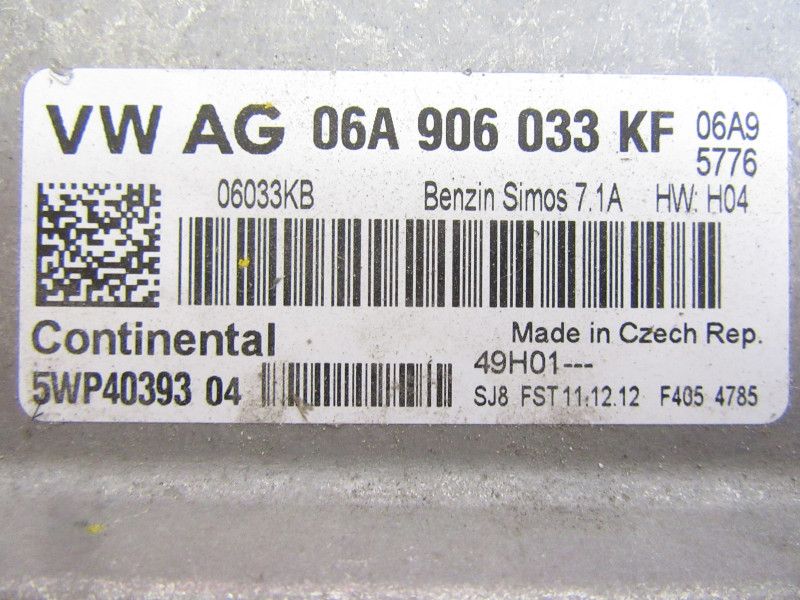 VW AG 06A 906 033 KF 06A9
5776
06033KB Benzin Simos 7.1A HW: H04
Continental Made in Czech Rep.
49H01---
5WP40393 04 SJ8 FST 11.12.12 F405 4785